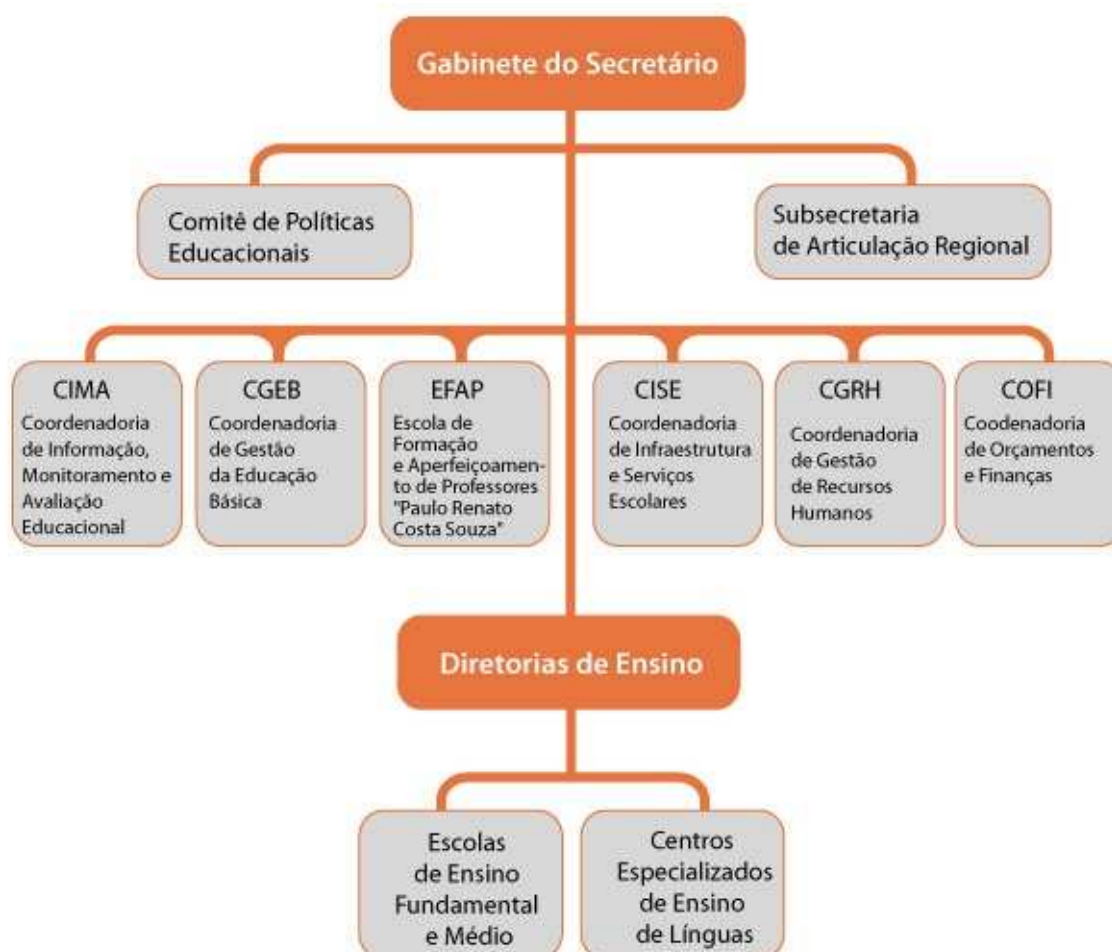 Gabinete do Secretário
Comitê de Políticas
Educacionais
Subsecretaria
de Articulação Regional
CIMA
Coordenadoria
de Informação,
Monitoramento e
Avaliação
Educacional
CGEB
Coordenadoria
de Gestão
da Educação
Básica
EFAP
Escola de
Formação
e Aperfeiçoamen-
to de Professores
"Paulo Renato
Costa Souza"
CISE
Coordenadoria
de Infraestrutura
e Serviços
Escolares
CGRH
Coordenadoria
de Gestão
de Recursos
Humanos
COFI
Coodenadoria
de Orçamentos
e Finanças
Diretorias de Ensino
Escolas
de Ensino
Fundamental
e Médio
Centros
Especializados
de Ensino
de Línguas